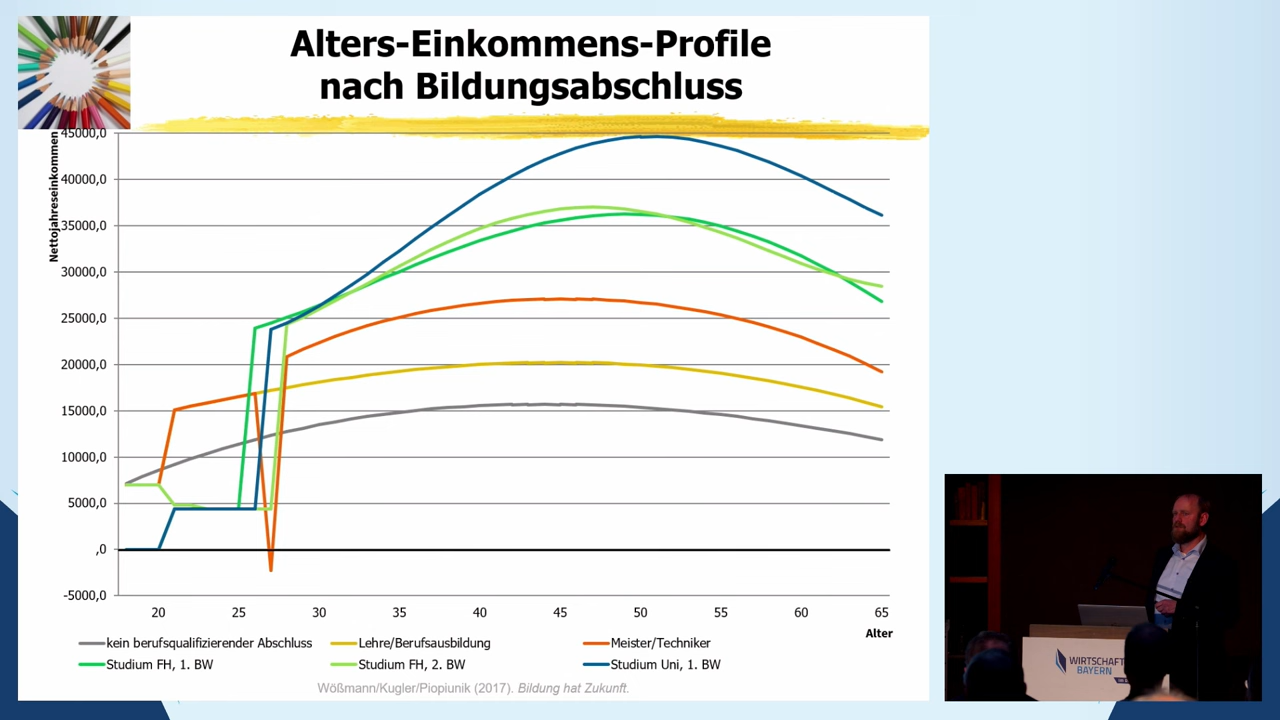 Alters-Einkommens-Profile
nach Bildungsabschluss
Nettojahreseinkommen
45000,0
40000,0
35000,0
30000,0
25000,0
20000,0
15000,0
10000,0
5000,0
,0
-5000,0
20 25 30 35 40 45 50 55 60 65
Alter
kein berufsqualifizierender Abschluss Lehre/Berufsausbildung Meister/Techniker
Studium FH, 1. BW Studium FH, 2. BW Studium Uni, 1. BW
Wößmann/Kugler/Piopiunik (2017). Bildung hat Zukunft.
WIRTSCHAFT
BAYERN